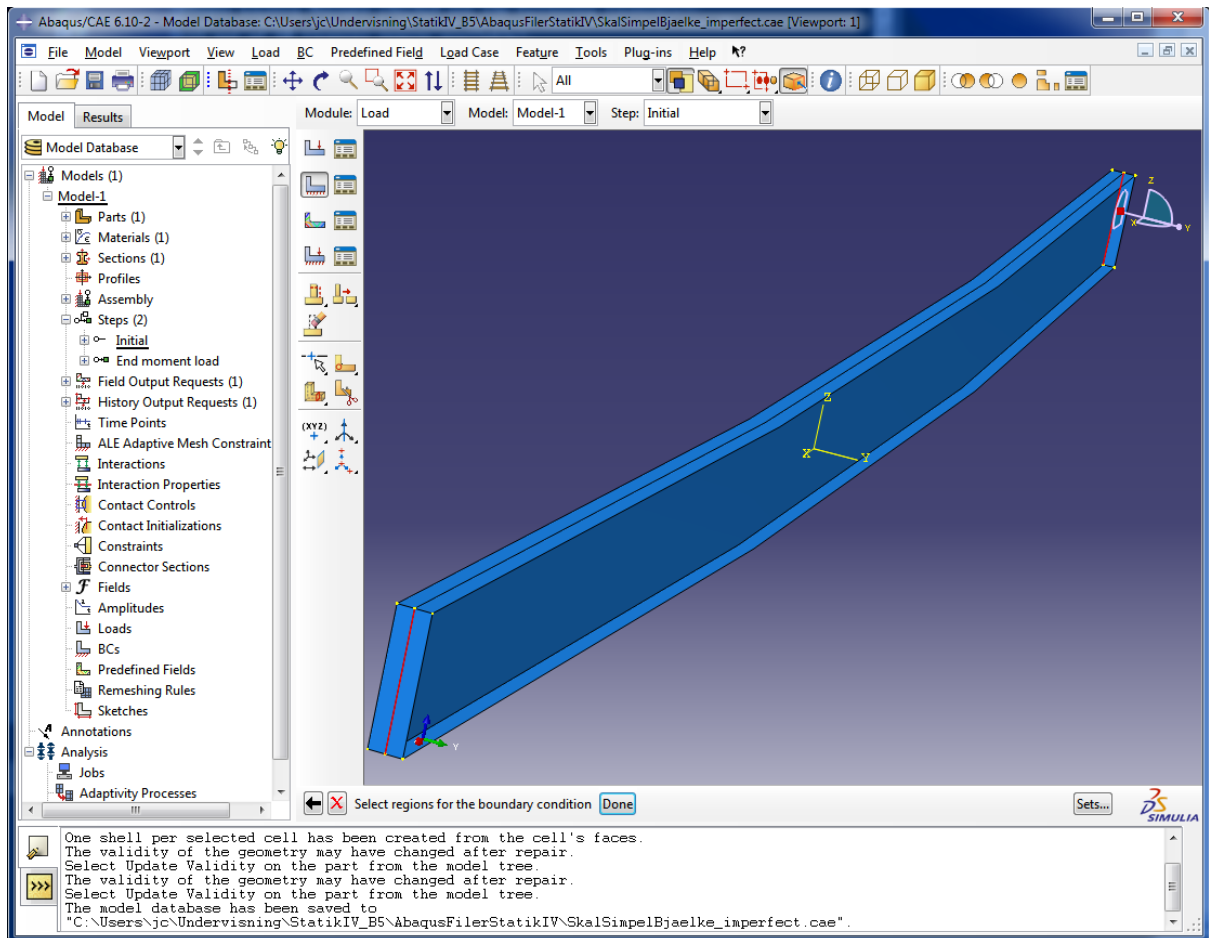 Abaqus/CAE 6.10-2 - Model Database: C:\Users\jc\Undervisning\StatikIV_B5\AbaqusFilerStatikIV\SkalSimpelBjaelke_imperfect.cae [Viewport: 1]
File Model Viewport View Load BC Predefined Field Load Case Feature Tools Plug-ins Help
All
Model Results
Module: Load Model: Model-1 Step: Initial
Model Database
Models (1)
Model-1
Parts (1)
Materials (1)
Sections (1)
Profiles
Assembly
Steps (2)
Initial
End moment load
Field Output Requests (1)
History Output Requests (1)
Time Points
ALE Adaptive Mesh Constraint
Interactions
Interaction Properties
Contact Controls
Contact Initializations
Constraints
Connector Sections
Fields
Amplitudes
Loads
BCs
Predefined Fields
Remeshing Rules
Sketches
Annotations
Analysis
Jobs
Adaptivity Processes
(XYZ)
Z
X
Y
Z
X
Y
Y
Select regions for the boundary condition Done Sets...
SIMULIA
One shell per selected cell has been created from the cell's faces.
The validity of the geometry may have changed after repair.
Select Update Validity on the part from the model tree.
The validity of the geometry may have changed after repair.
Select Update Validity on the part from the model tree.
The model database has been saved to
"C:\Users\jc\Undervisning\StatikIV_B5\AbaqusFilerStatikIV\SkalSimpelBjaelke_imperfect.cae".
>>>